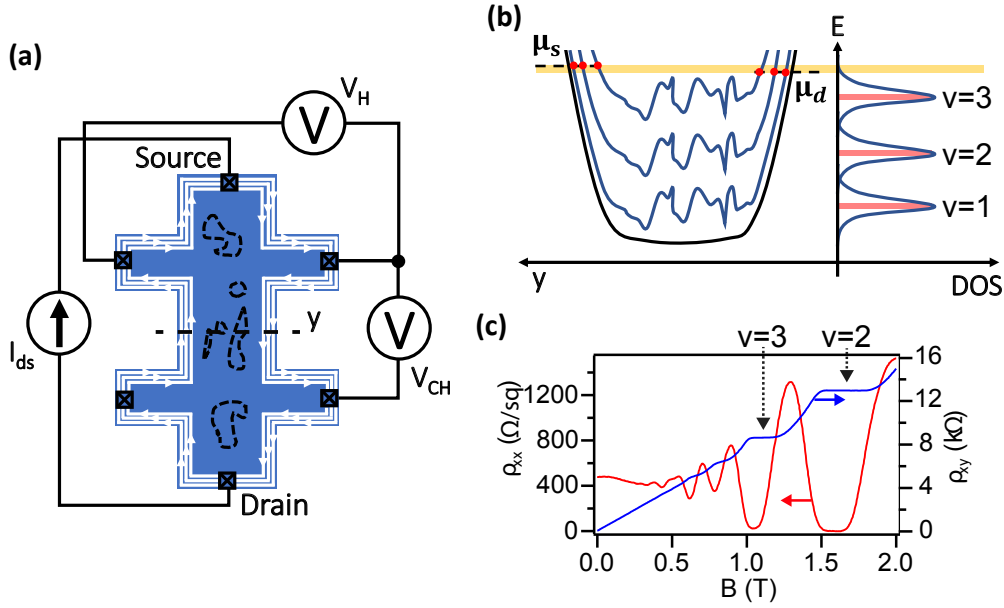 (a)
V_H
V
Source
I_ds
y
V
V_CH
Drain
(b)
E
μ_s
μ_d
v=3
v=2
v=1
y
DOS
(c)
v=3
v=2
ρ_xx (Ω/sq)
1200
800
400
0
16
12
8
4
0
ρ_xy (kΩ)
0.0 0.5 1.0 1.5 2.0
B (T)